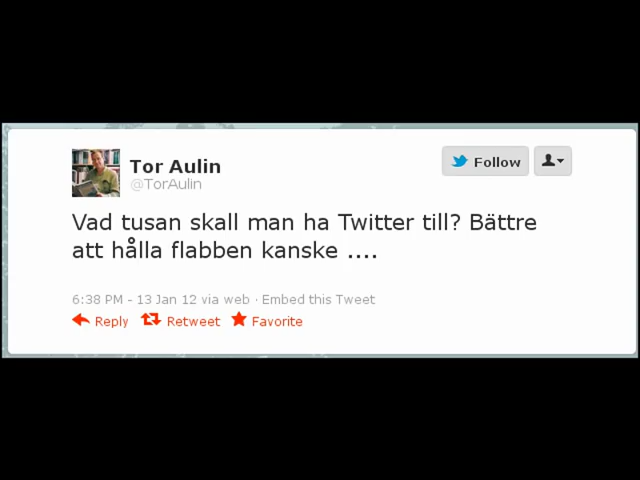 Tor Aulin
@TorAulin
Follow
Vad tusan skall man ha Twitter till? Bättre
att hålla flabben kanske ....
6:38 PM - 13 Jan 12 via web · Embed this Tweet
Reply Retweet Favorite